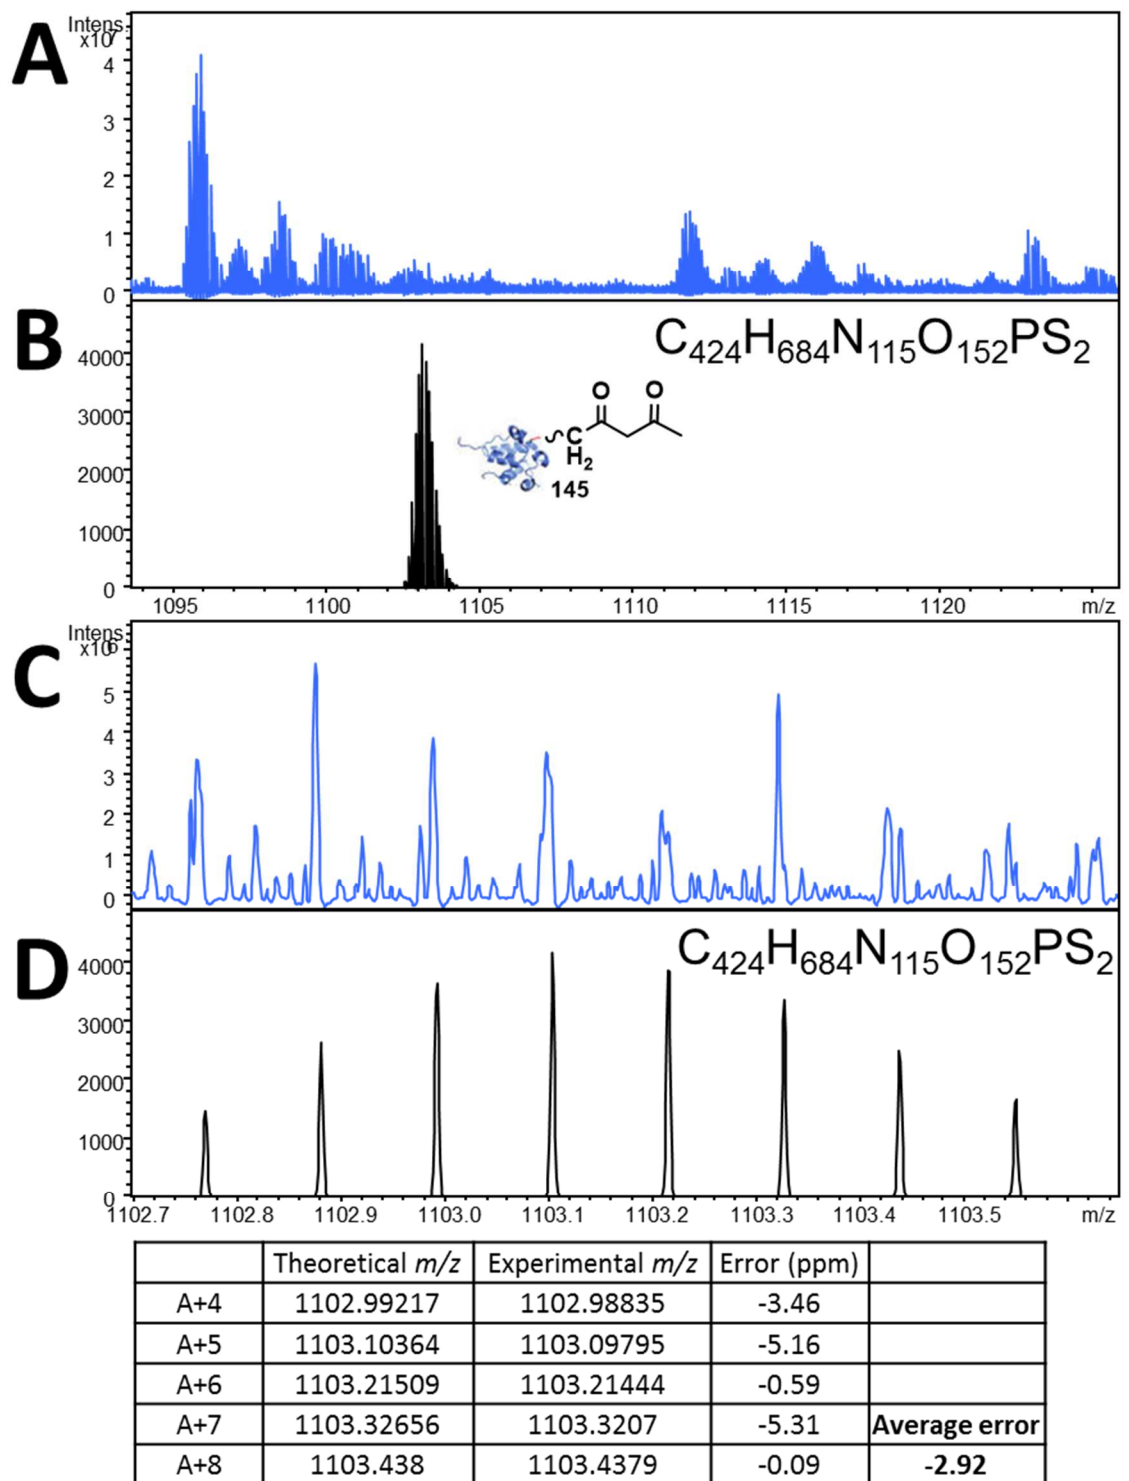 A
Intens.
x10⁷
4
3
2
1
0
B
C₄₂₄H₆₈₄N₁₁₅O₁₅₂PS₂
4000
3000
2000
1000
0
O O
C
H₂
145
1095 1100 1105 1110 1115 1120 m/z
C
Intens.
x10⁶
5
4
3
2
1
0
D
C₄₂₄H₆₈₄N₁₁₅O₁₅₂PS₂
4000
3000
2000
1000
0
1102.7 1102.8 1102.9 1103.0 1103.1 1103.2 1103.3 1103.4 1103.5 m/z
Theoretical m/z Experimental m/z Error (ppm)
A+4 1102.99217 1102.98835 -3.46
A+5 1103.10364 1103.09795 -5.16
A+6 1103.21509 1103.21444 -0.59
A+7 1103.32656 1103.3207 -5.31 Average error
A+8 1103.438 1103.4379 -0.09 -2.92